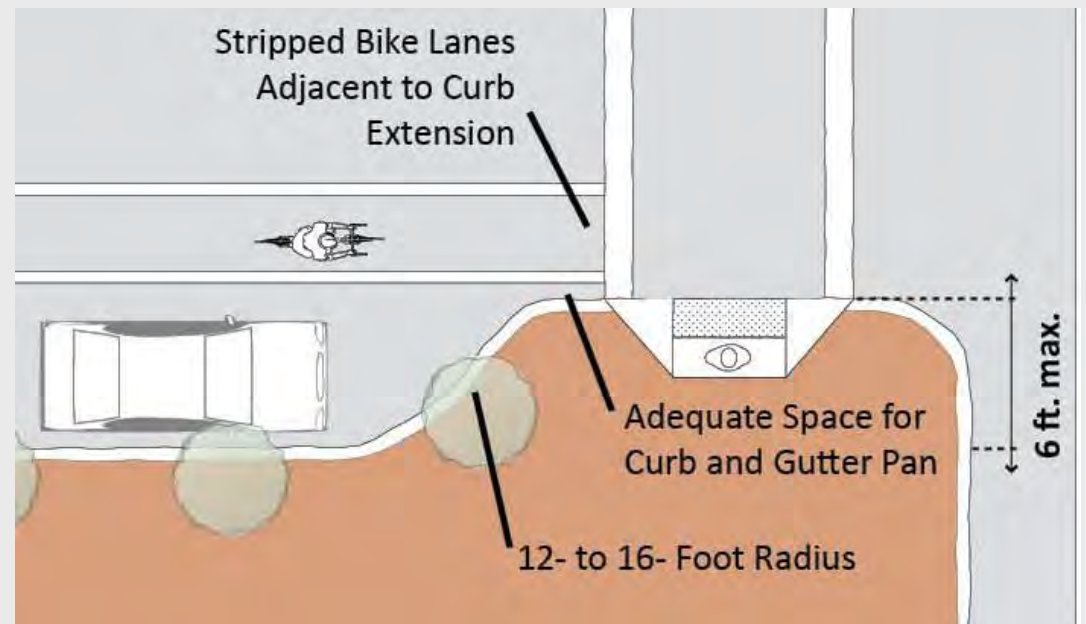 Stripped Bike Lanes
Adjacent to Curb
Extension
Adequate Space for
Curb and Gutter Pan
6 ft. max.
12- to 16- Foot Radius